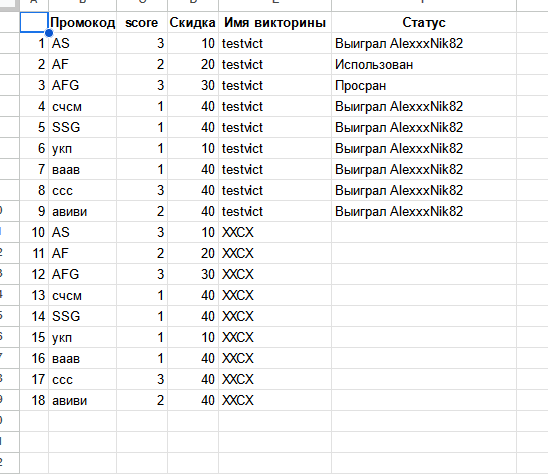 Промокод score Скидка Имя викторины Статус
1 AS 3 10 testvict Выиграл AlexxxNik82
2 AF 2 20 testvict Использован
3 AFG 3 30 testvict Просран
4 счсм 1 40 testvict Выиграл AlexxxNik82
5 SSG 1 40 testvict Выиграл AlexxxNik82
6 укп 1 10 testvict Выиграл AlexxxNik82
7 ваав 1 40 testvict Выиграл AlexxxNik82
8 ссс 3 40 testvict Выиграл AlexxxNik82
9 авиви 2 40 testvict Выиграл AlexxxNik82
10 AS 3 10 XXCX
11 AF 2 20 XXCX
12 AFG 3 30 XXCX
13 счсм 1 40 XXCX
14 SSG 1 40 XXCX
15 укп 1 10 XXCX
16 ваав 1 40 XXCX
17 ссс 3 40 XXCX
18 авиви 2 40 XXCX